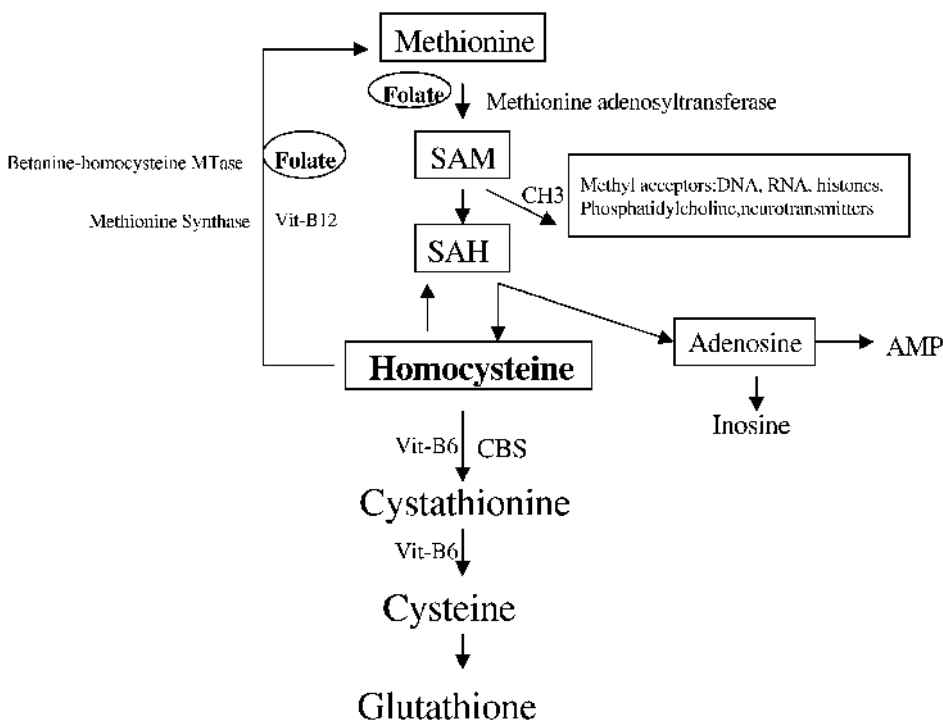 Methionine
Folate
Methionine adenosyltransferase
Betanine-homocysteine MTase
Folate
SAM
CH3
Methyl acceptors:DNA, RNA, histones,
Phosphatidylcholine,neurotransmitters
Methionine Synthase
Vit-B12
SAH
Adenosine
AMP
Homocysteine
Inosine
Vit-B6
CBS
Cystathionine
Vit-B6
Cysteine
Glutathione